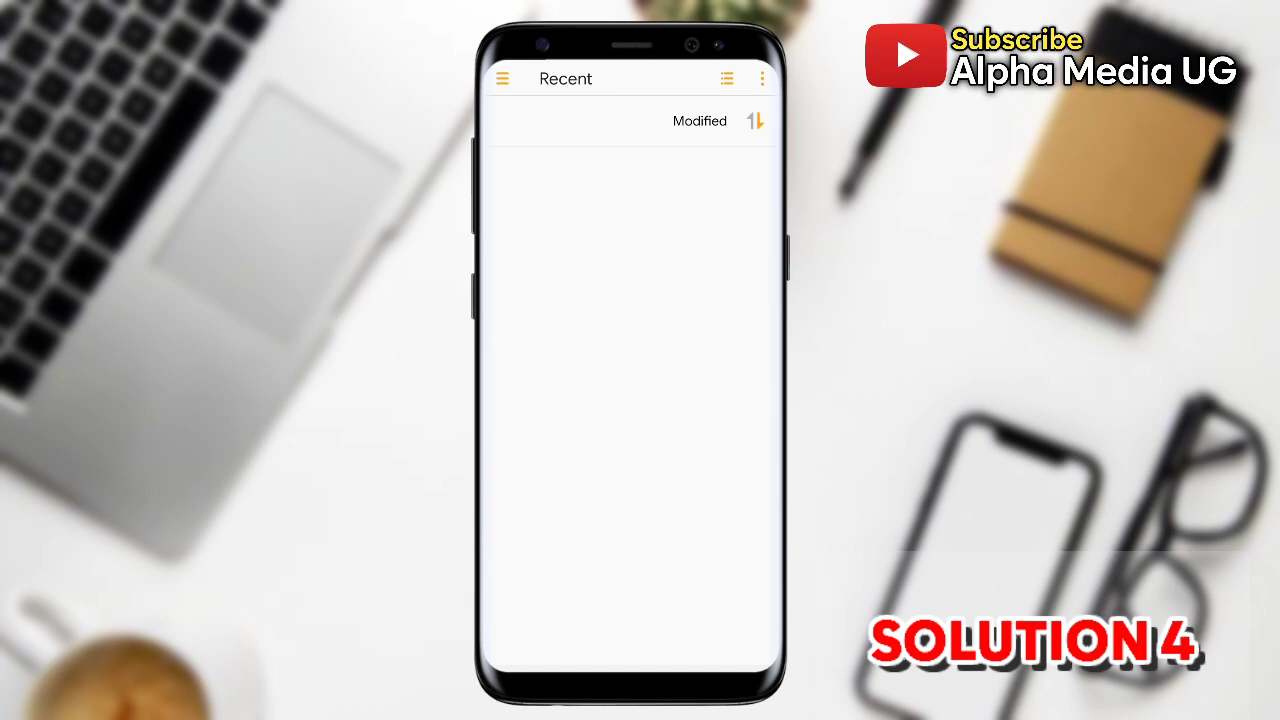 Recent
Modified
Subscribe
Alpha Media UG
SOLUTION 4